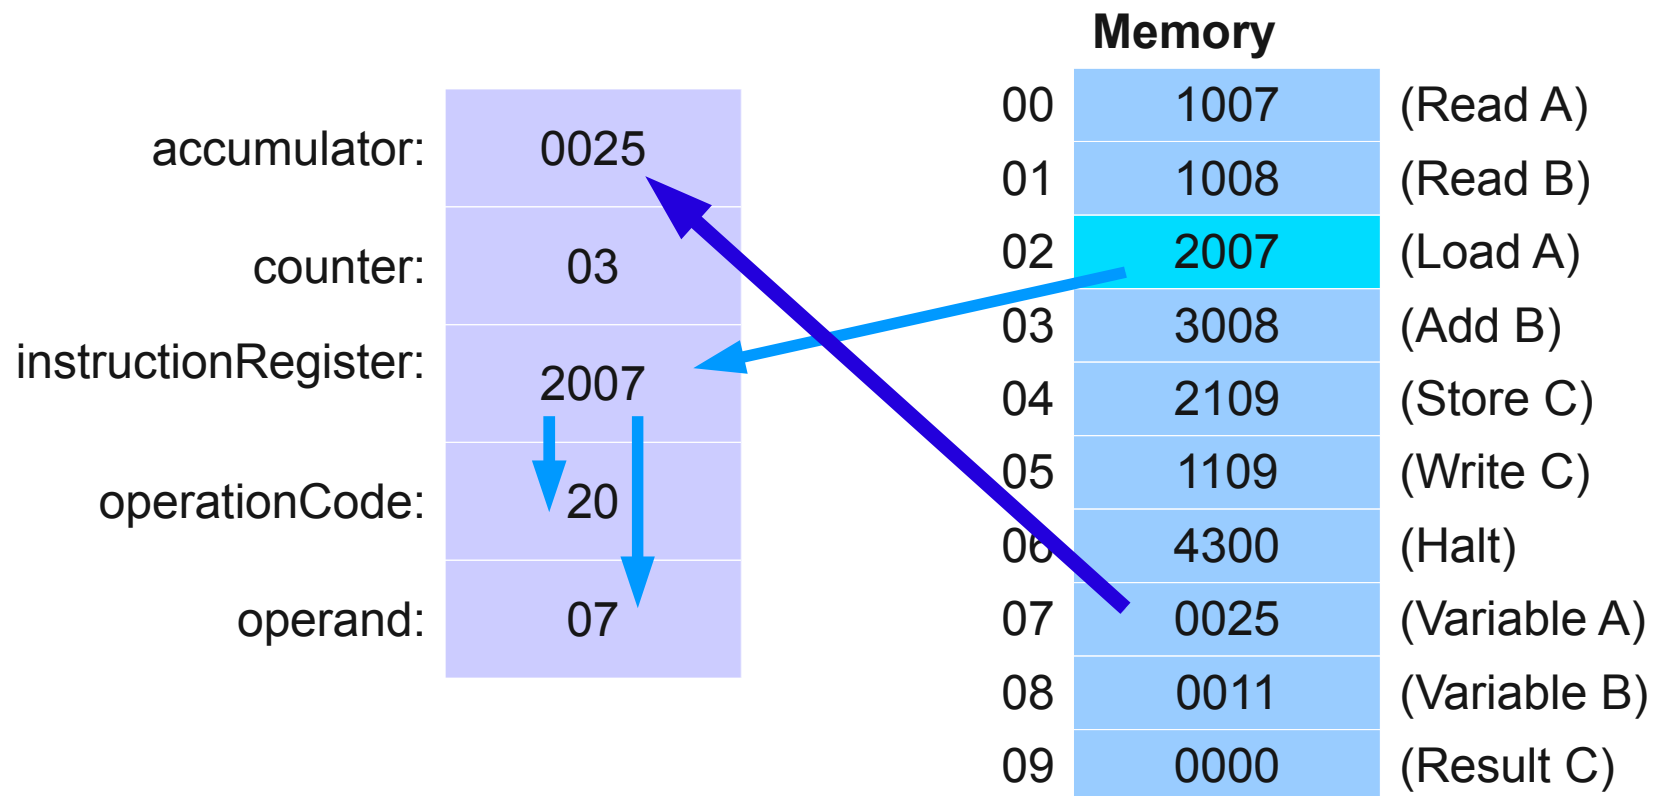 Memory
accumulator: 0025
counter: 03
instructionRegister: 2007
operationCode: 20
operand: 07
00 1007 (Read A)
01 1008 (Read B)
02 2007 (Load A)
03 3008 (Add B)
04 2109 (Store C)
05 1109 (Write C)
06 4300 (Halt)
07 0025 (Variable A)
08 0011 (Variable B)
09 0000 (Result C)